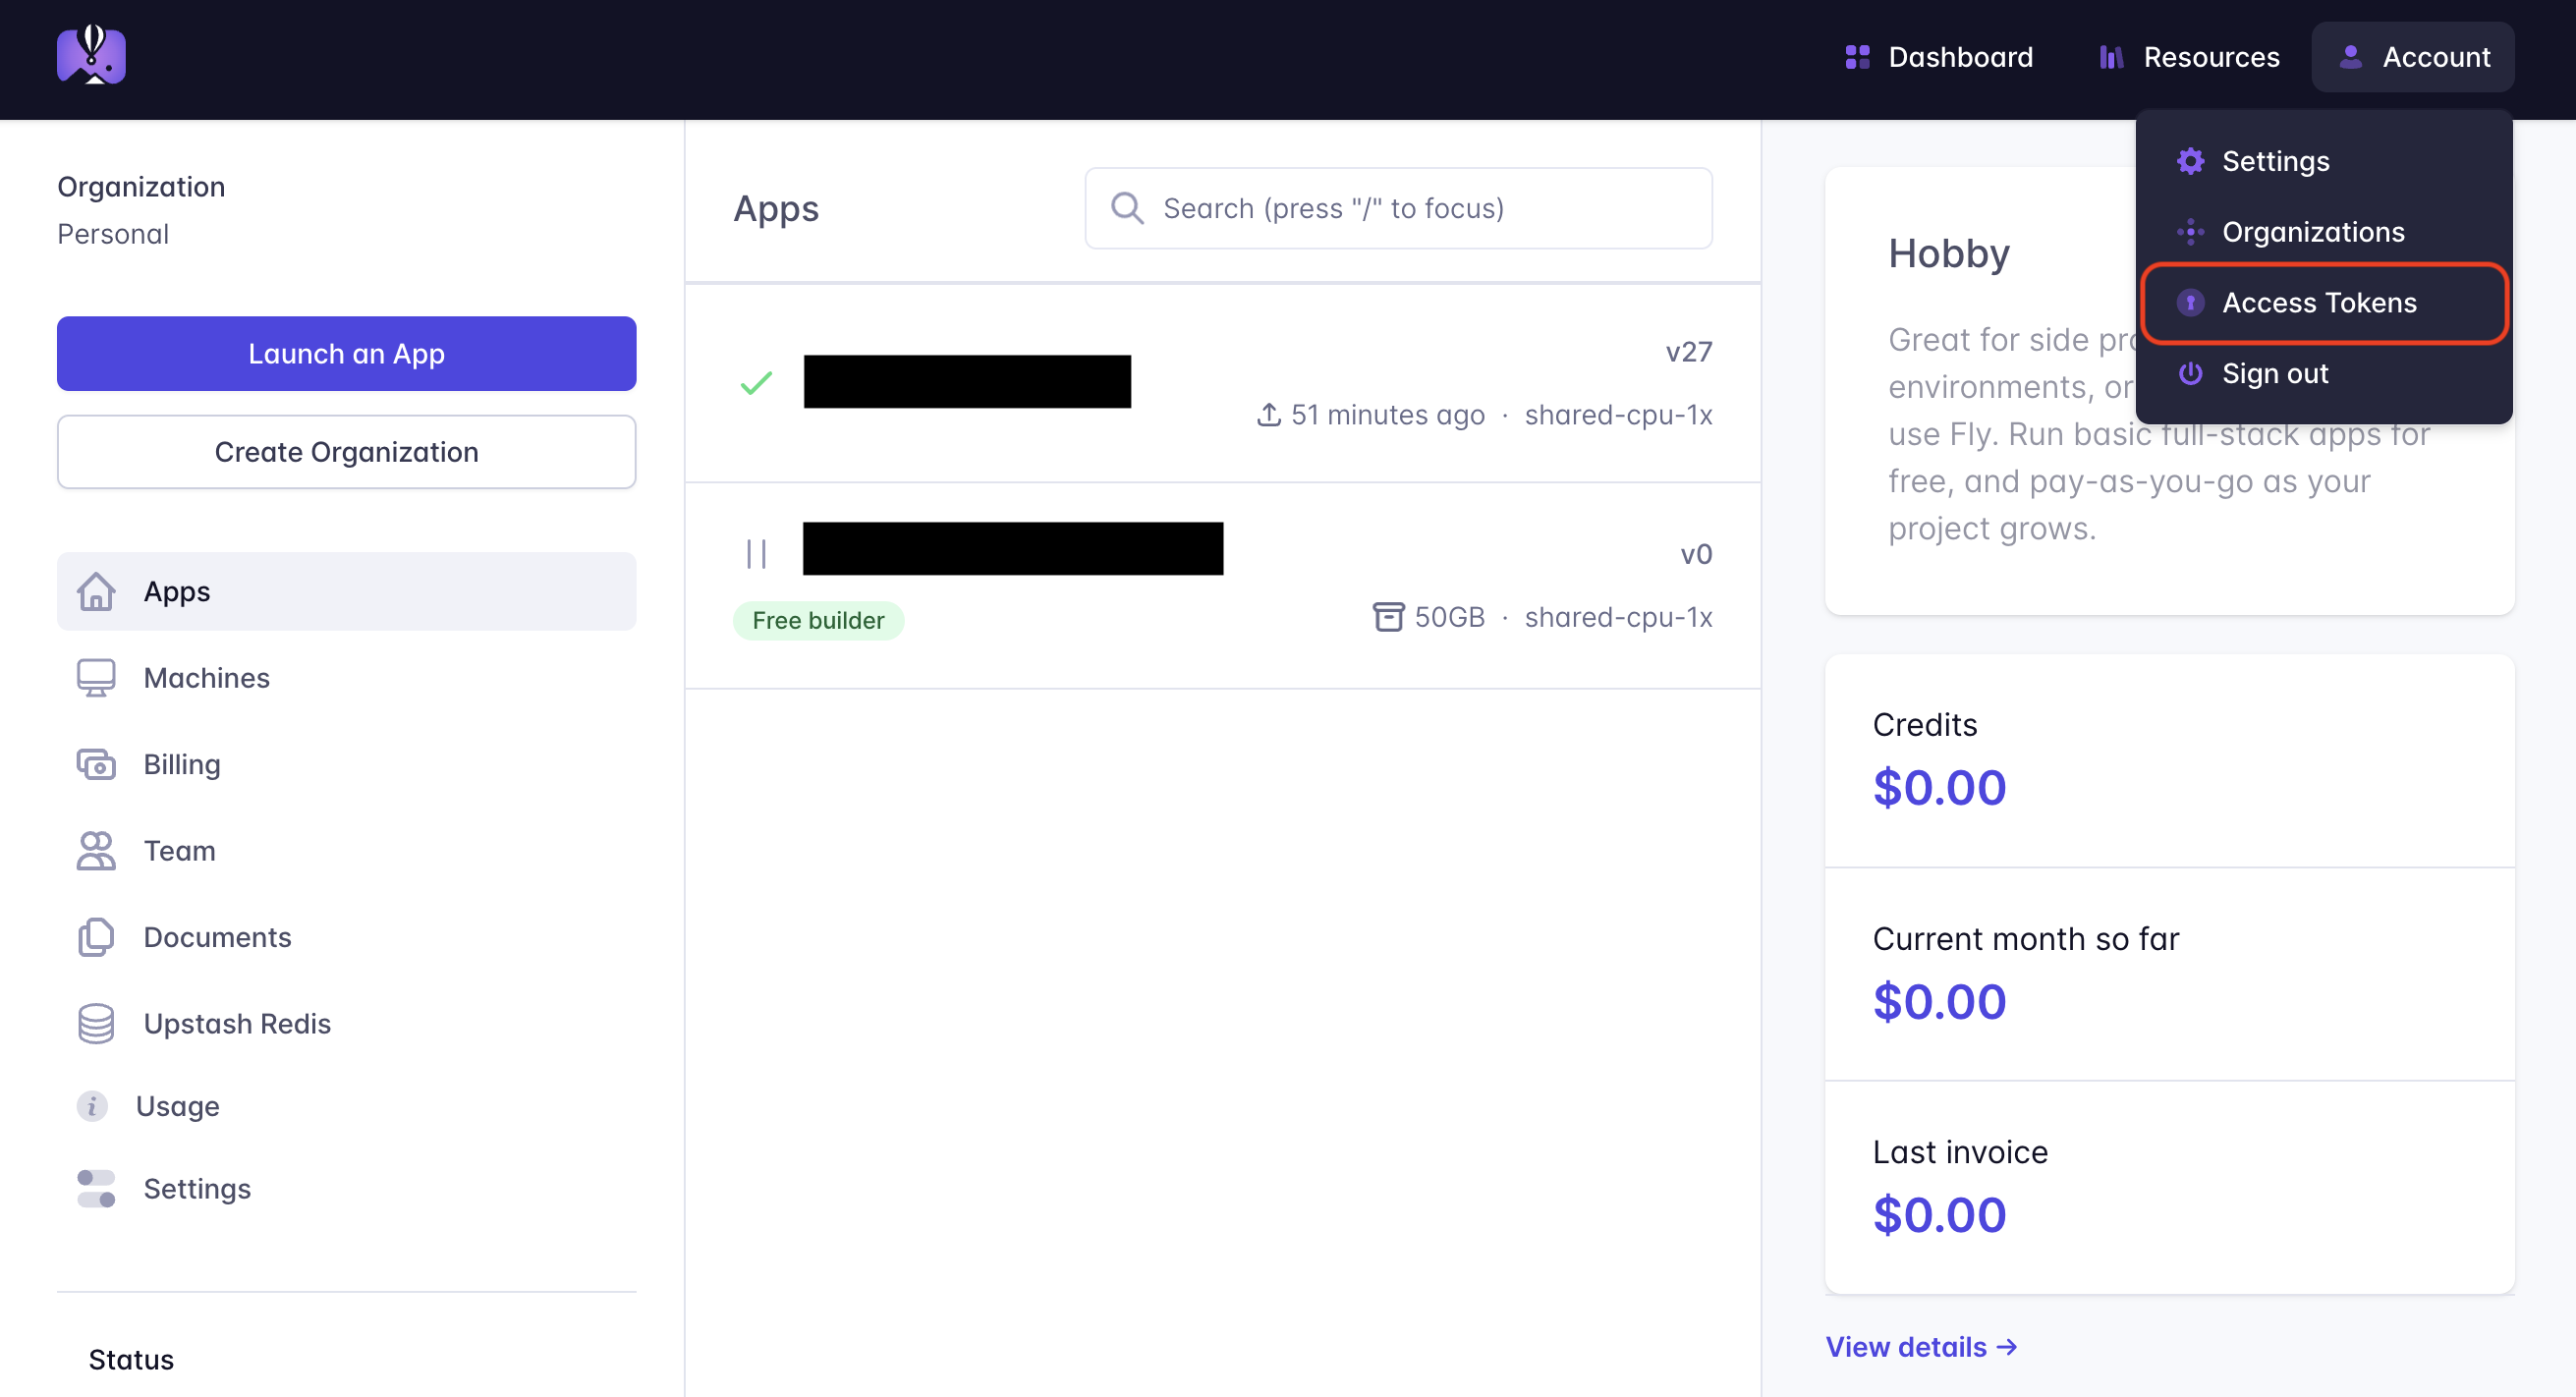 Dashboard
Resources
Account
Settings
Organizations
Access Tokens
Sign out
Organization
Personal
Launch an App
Create Organization
Apps
Machines
Billing
Team
Documents
Upstash Redis
Usage
Settings
Status
Apps
Search (press "/" to focus)
v27
51 minutes ago · shared-cpu-1x
v0
Free builder
50GB · shared-cpu-1x
Hobby
Great for side
environments, or
use Fly. Run basic full-stack apps for
free, and pay-as-you-go as your
project grows.
Credits
$0.00
Current month so far
$0.00
Last invoice
$0.00
View details →